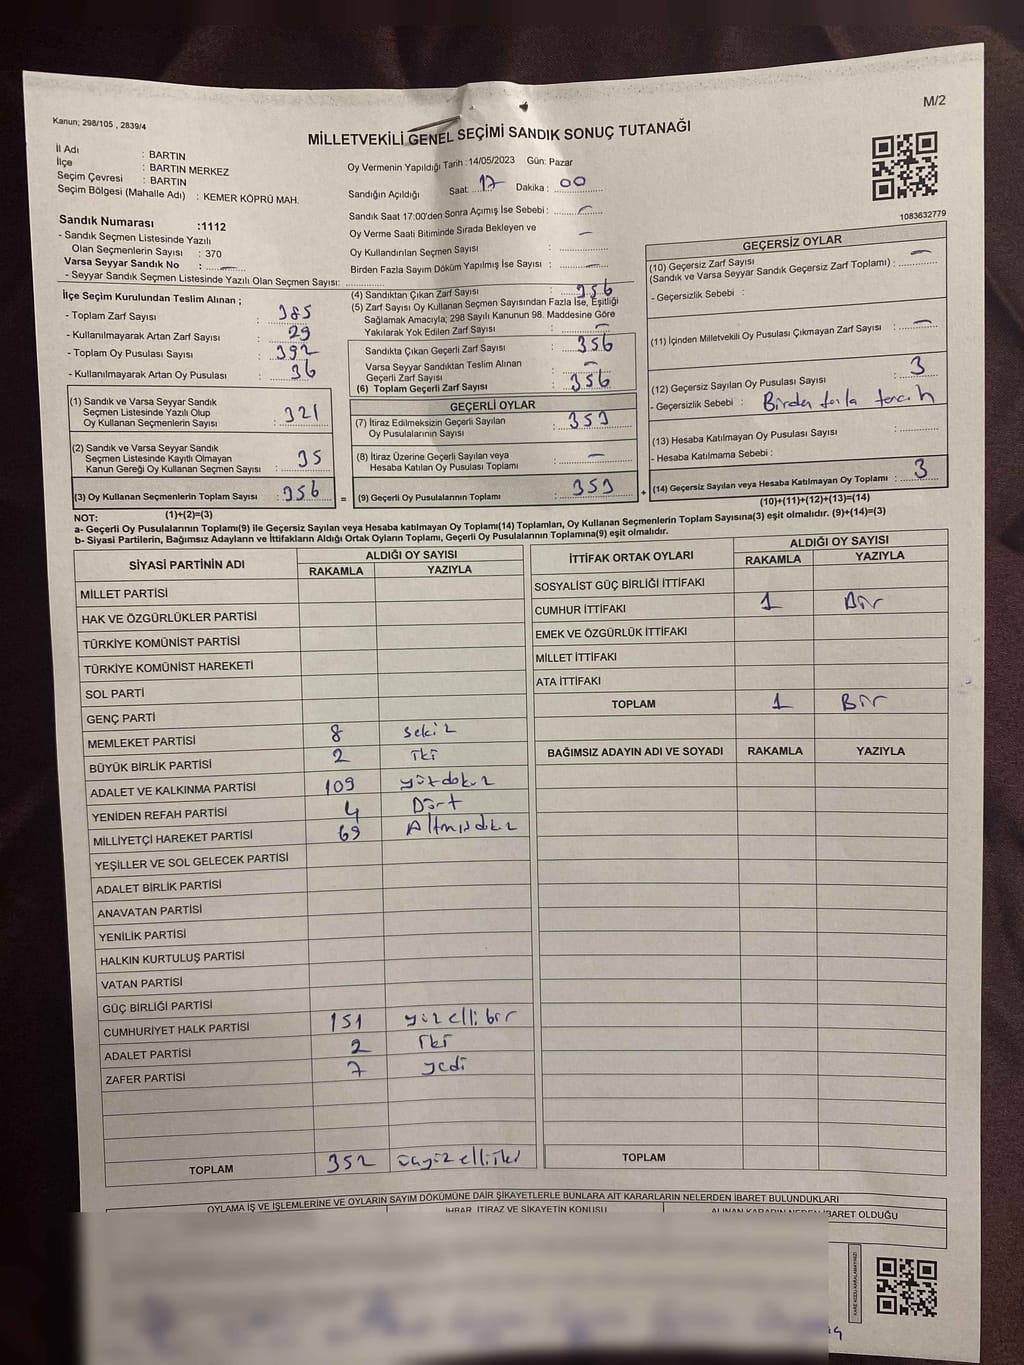 M/2
Kanun; 298/105 , 2839/4
MİLLETVEKİLİ GENEL SEÇİMİ SANDIK SONUÇ TUTANAĞI
İl Adı : BARTIN
İlçe : BARTIN MERKEZ
Seçim Çevresi : BARTIN
Seçim Bölgesi (Mahalle Adı) : KEMER KÖPRÜ MAH.
Oy Vermenin Yapıldığı Tarih :14/05/2023 Gün: Pazar
Sandığın Açıldığı Saat : 17 Dakika : 00
Sandık Saat 17:00'den Sonra Açımış İse Sebebi : —
Oy Verme Saati Bitiminde Sırada Bekleyen ve
Oy Kullandırılan Seçmen Sayısı : —
Birden Fazla Sayım Döküm Yapılmış İse Sayısı : —
1083632779
Sandık Numarası :1112
- Sandık Seçmen Listesinde Yazılı
Olan Seçmenlerin Sayısı : 370
Varsa Seyyar Sandık No : —
- Seyyar Sandık Seçmen Listesinde Yazılı Olan Seçmen Sayısı:
İlçe Seçim Kurulundan Teslim Alınan ;
- Toplam Zarf Sayısı : 385
- Kullanılmayarak Artan Zarf Sayısı : 29
- Toplam Oy Pusulası Sayısı : 392
- Kullanılmayarak Artan Oy Pusulası : 36
(1) Sandık ve Varsa Seyyar Sandık
Seçmen Listesinde Yazılı Olup
Oy Kullanan Seçmenlerin Sayısı : 321
(2) Sandık ve Varsa Seyyar Sandık
Seçmen Listesinde Kayıtlı Olmayan
Kanun Gereği Oy Kullanan Seçmen Sayısı : 35
(3) Oy Kullanan Seçmenlerin Toplam Sayısı : 356
(1)+(2)=(3)
(4) Sandıktan Çıkan Zarf Sayısı : 356
(5) Zarf Sayısı Oy Kullanan Seçmen Sayısından Fazla İse, Eşitliği
Sağlamak Amacıyla; 298 Sayılı Kanunun 98. Maddesine Göre
Yakılarak Yok Edilen Zarf Sayısı : —
Sandıkta Çıkan Geçerli Zarf Sayısı : 356
Varsa Seyyar Sandıktan Teslim Alınan
Geçerli Zarf Sayısı : —
(6) Toplam Geçerli Zarf Sayısı : 356
GEÇERLİ OYLAR
(7) İtiraz Edilmeksizin Geçerli Sayılan
Oy Pusulalarının Sayısı : 353
(8) İtiraz Üzerine Geçerli Sayılan veya
Hesaba Katılan Oy Pusulası Toplamı : —
= (9) Geçerli Oy Pusulalarının Toplamı : 353
GEÇERSİZ OYLAR
(10) Geçersiz Zarf Sayısı
(Sandık ve Varsa Seyyar Sandık Geçersiz Zarf Toplamı) : —
- Geçersizlik Sebebi :
(11) İçinden Milletvekili Oy Pusulası Çıkmayan Zarf Sayısı : —
(12) Geçersiz Sayılan Oy Pusulası Sayısı : 3
- Geçersizlik Sebebi : Birden fazla tercih
(13) Hesaba Katılmayan Oy Pusulası Sayısı :
- Hesaba Katılmama Sebebi :
+ (14) Geçersiz Sayılan veya Hesaba Katılmayan Oy Toplamı : 3
(10)+(11)+(12)+(13)=(14)
NOT:
a- Geçerli Oy Pusulalarının Toplamı(9) ile Geçersiz Sayılan veya Hesaba katılmayan Oy Toplamı(14) Toplamları, Oy Kullanan Seçmenlerin Toplam Sayısına(3) eşit olmalıdır. (9)+(14)=(3)
b- Siyasi Partilerin, Bağımsız Adayların ve İttifakların Aldığı Ortak Oyların Toplamı, Geçerli Oy Pusulalarının Toplamına(9) eşit olmalıdır.
SİYASİ PARTİNİN ADI ALDIĞI OY SAYISI
RAKAMLA YAZIYLA
MİLLET PARTİSİ
HAK VE ÖZGÜRLÜKLER PARTİSİ
TÜRKİYE KOMÜNİST PARTİSİ
TÜRKİYE KOMÜNİST HAREKETİ
SOL PARTİ
GENÇ PARTİ
MEMLEKET PARTİSİ 8 sekiz
BÜYÜK BİRLİK PARTİSİ 2 iki
ADALET VE KALKINMA PARTİSİ 109 yüzdokuz
YENİDEN REFAH PARTİSİ 4 Dört
MİLLİYETÇİ HAREKET PARTİSİ 69 Altmışdokuz
YEŞİLLER VE SOL GELECEK PARTİSİ
ADALET BİRLİK PARTİSİ
ANAVATAN PARTİSİ
YENİLİK PARTİSİ
HALKIN KURTULUŞ PARTİSİ
VATAN PARTİSİ
GÜÇ BİRLİĞİ PARTİSİ
CUMHURİYET HALK PARTİSİ 151 yüzellibir
ADALET PARTİSİ 2 iki
ZAFER PARTİSİ 7 yedi
TOPLAM 352 üçyüzelliiki
İTTİFAK ORTAK OYLARI ALDIĞI OY SAYISI
RAKAMLA YAZIYLA
SOSYALİST GÜÇ BİRLİĞİ İTTİFAKI
CUMHUR İTTİFAKI 1 Bir
EMEK VE ÖZGÜRLÜK İTTİFAKI
MİLLET İTTİFAKI
ATA İTTİFAKI
TOPLAM 1 Bir
BAĞIMSIZ ADAYIN ADI VE SOYADI RAKAMLA YAZIYLA
TOPLAM
OYLAMA İŞ VE İŞLEMLERİNE VE OYLARIN SAYIM DÖKÜMÜNE DAİR ŞİKAYETLERLE BUNLARA AİT KARARLARIN NELERDEN İBARET BULUNDUKLARI
İHBAR, İTİRAZ VE ŞİKAYETİN KONUSU ALINAN KARARIN NEDEN İBARET OLDUĞU